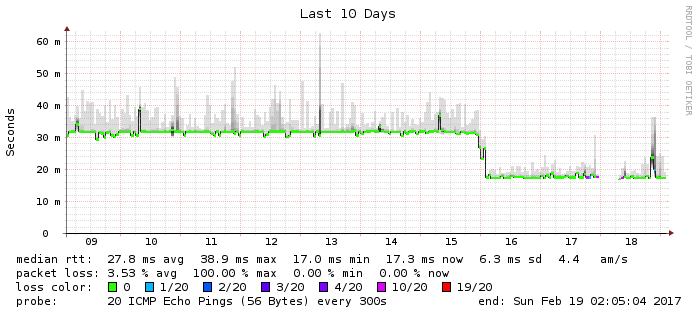 Last 10 Days
RRDTOOL / TOBI OETIKER
Seconds
60 m
50 m
40 m
30 m
20 m
10 m
0
09 10 11 12 13 14 15 16 17 18
median rtt: 27.8 ms avg 38.9 ms max 17.0 ms min 17.3 ms now 6.3 ms sd 4.4 am/s
packet loss: 3.53 % avg 100.00 % max 0.00 % min 0.00 % now
loss color: 0 1/20 2/20 3/20 4/20 10/20 19/20
probe: 20 ICMP Echo Pings (56 Bytes) every 300s end: Sun Feb 19 02:05:04 2017